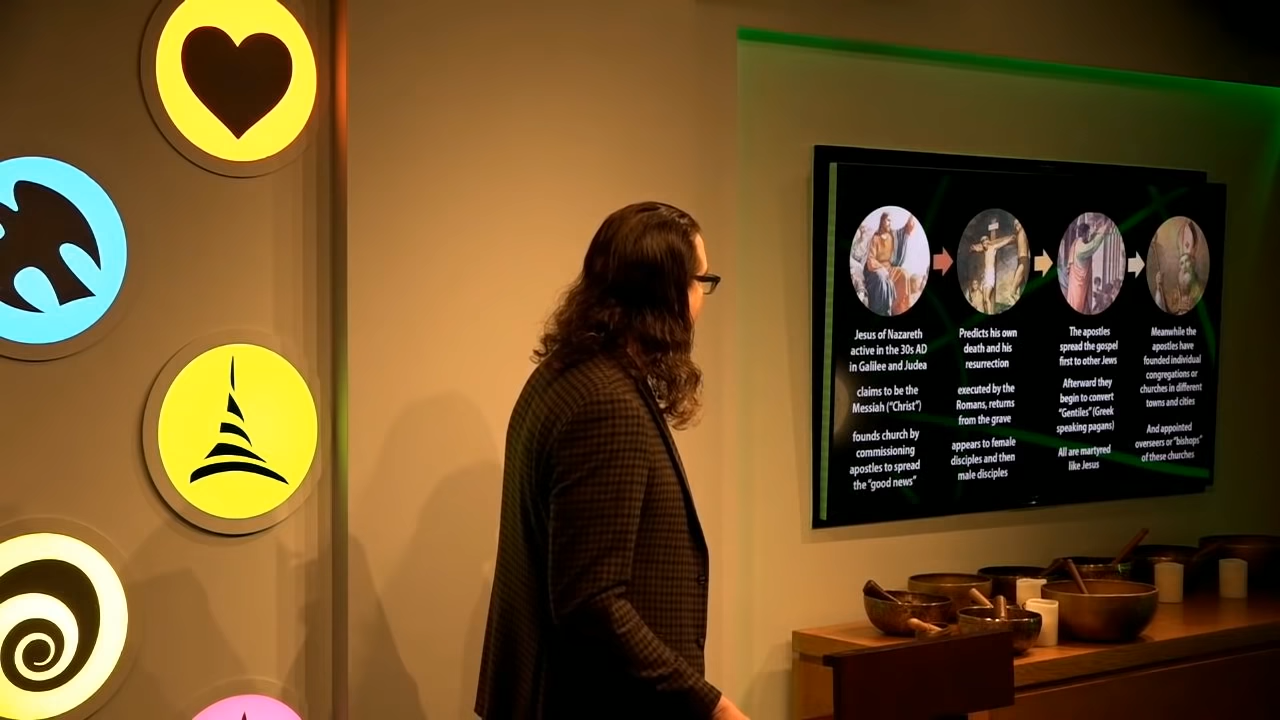 Jesus of Nazareth
active in the 30s AD
in Galilee and Judea
claims to be the
Messiah ("Christ")
founds church by
commissioning
apostles to spread
the "good news"
Predicts his own
death and his
resurrection
executed by the
Romans, returns
from the grave
appears to female
disciples and then
male disciples
The apostles
spread the gospel
first to other Jews
Afterward they
begin to convert
"Gentiles" (Greek
speaking pagans)
All are martyred
like Jesus
Meanwhile the
apostles have
founded individual
congregations or
churches in different
towns and cities
And appointed
overseers or "bishops"
of these churches